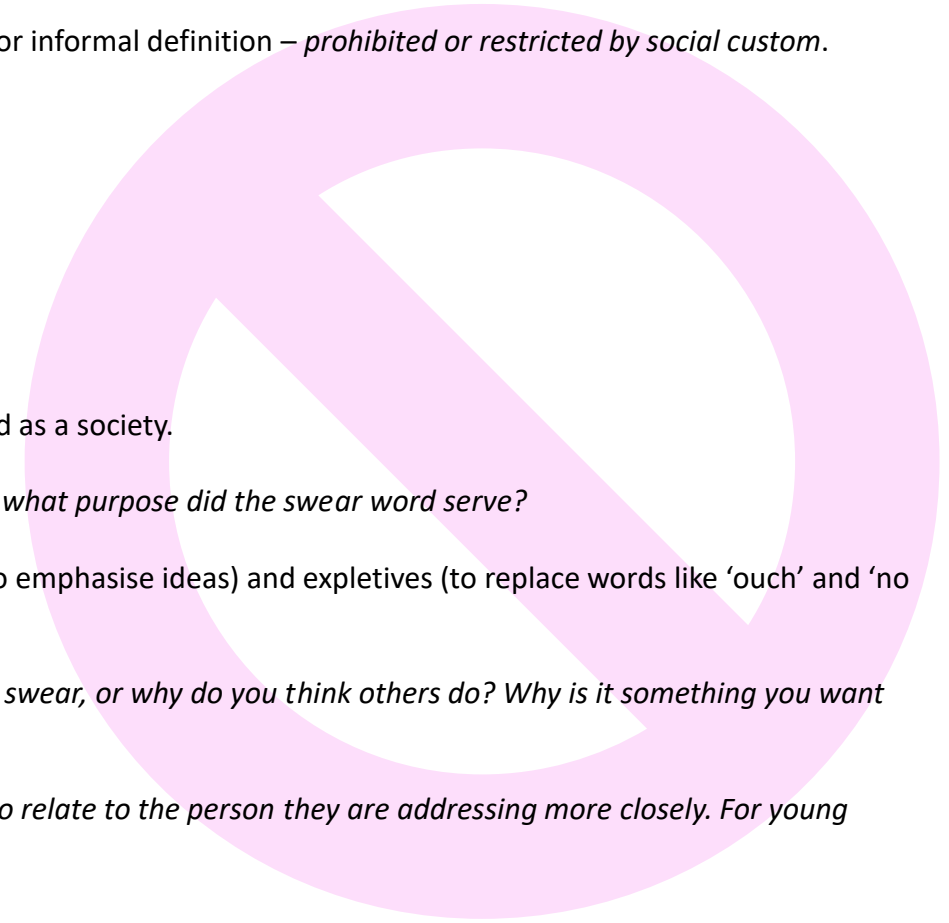 or informal definition – prohibited or restricted by social custom.
d as a society.
what purpose did the swear word serve?
o emphasise ideas) and expletives (to replace words like ‘ouch’ and ‘no
swear, or why do you think others do? Why is it something you want
o relate to the person they are addressing more closely. For young